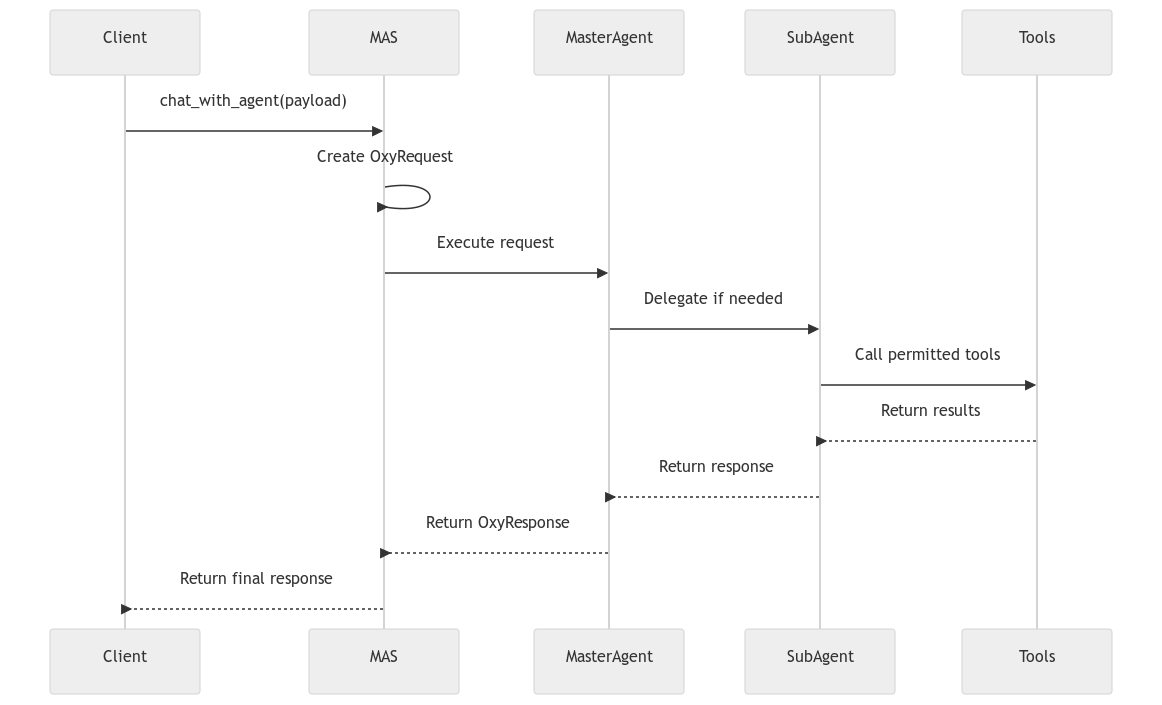 Client
MAS
MasterAgent
SubAgent
Tools
chat_with_agent(payload)
Create OxyRequest
Execute request
Delegate if needed
Call permitted tools
Return results
Return response
Return OxyResponse
Return final response
Client
MAS
MasterAgent
SubAgent
Tools